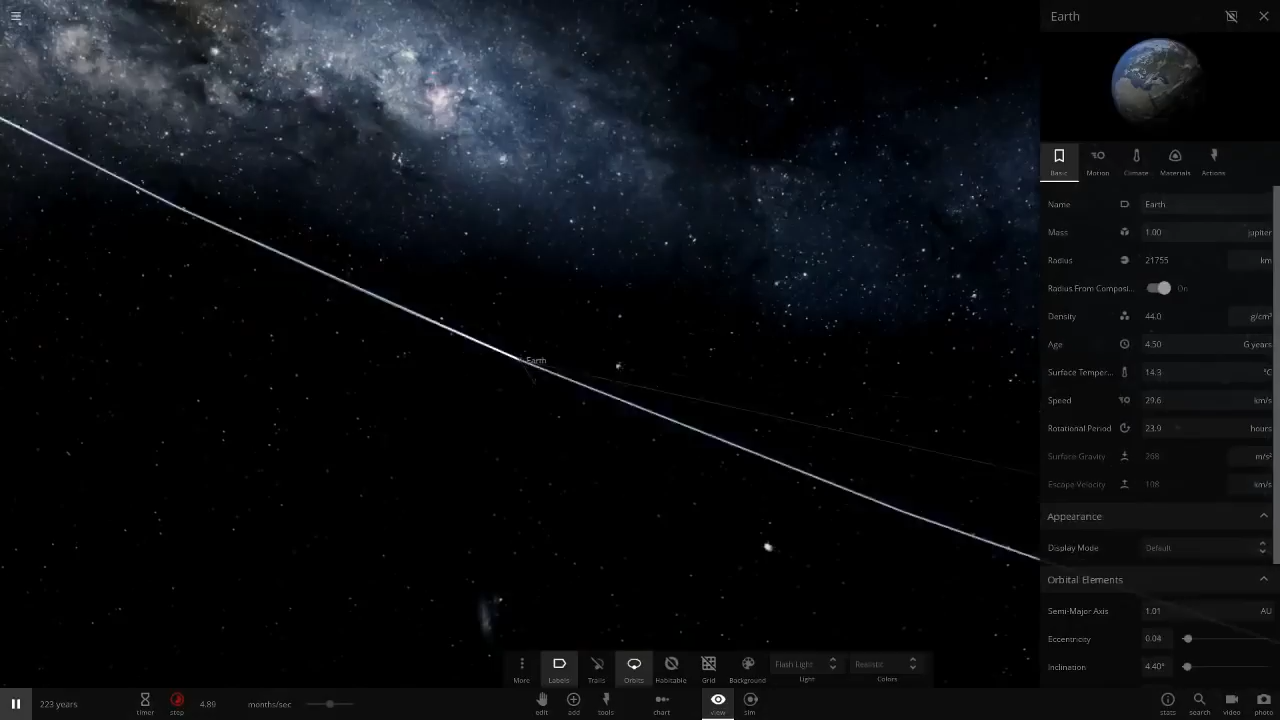 Earth
Basic
Motion
Climate
Materials
Actions
Name Earth
Mass 1.00 jupiter
Radius 21755 km
Radius From Composi... On
Density 44.0 g/cm³
Age 4.50 G years
Surface Temper... 14.3 °C
Speed 29.6 km/s
Rotational Period 23.9 hours
Surface Gravity 268 m/s²
Escape Velocity 108 km/s
Appearance
Display Mode Default
Orbital Elements
Semi-Major Axis 1.01 AU
Eccentricity 0.04
Inclination 4.40°
Earth
More
Labels
Trails
Orbits
Habitable
Grid
Background
Flash Light
Light
Realistic
Colors
223 years
timer
step
4.89 months/sec
edit
add
tools
chart
view
sim
stats
search
video
photo